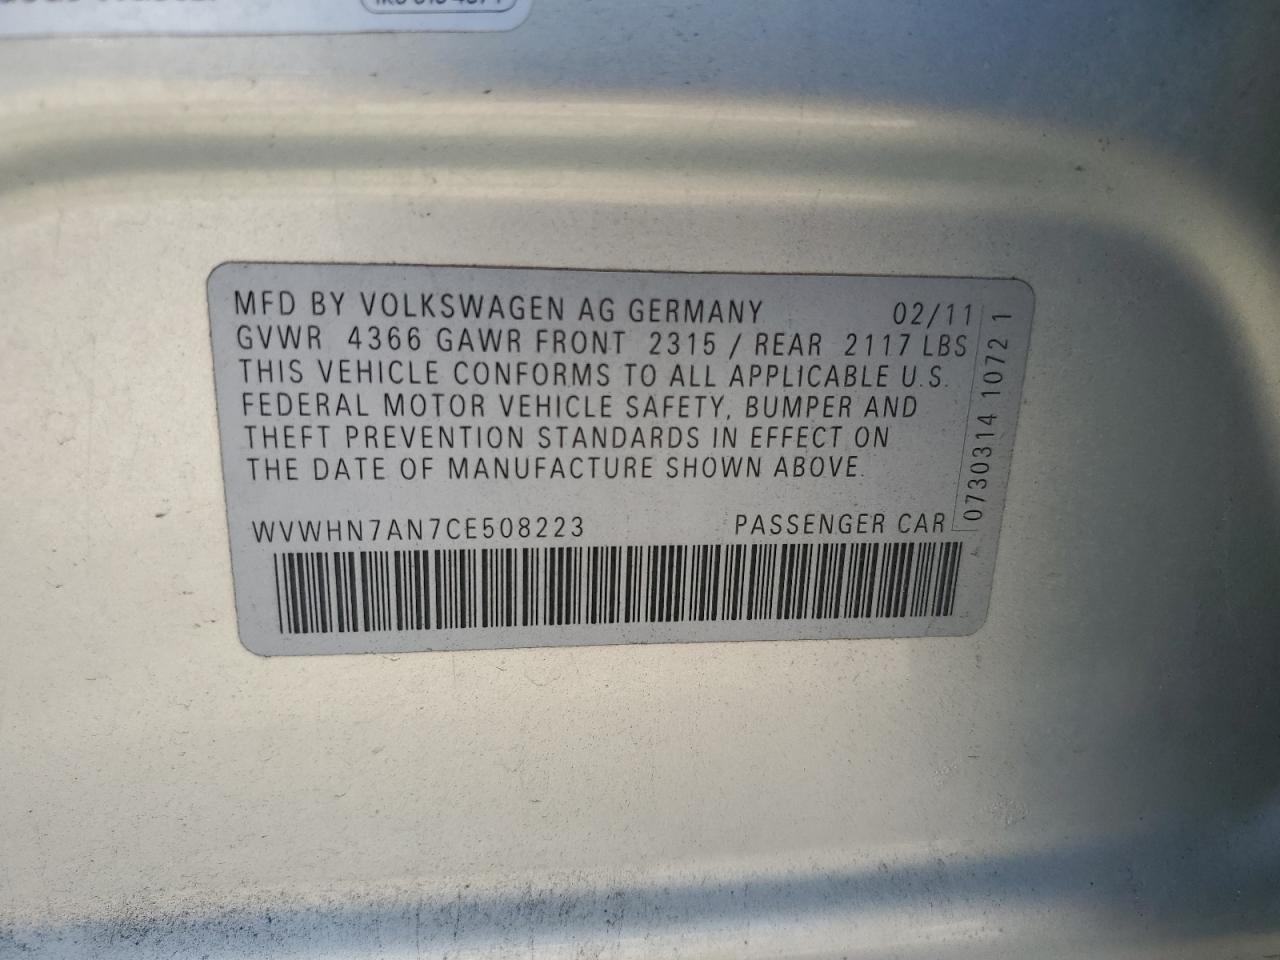 MFD BY VOLKSWAGEN AG GERMANY 02/11
GVWR 4366 GAWR FRONT 2315 / REAR 2117 LBS
THIS VEHICLE CONFORMS TO ALL APPLICABLE U.S.
FEDERAL MOTOR VEHICLE SAFETY, BUMPER AND
THEFT PREVENTION STANDARDS IN EFFECT ON
THE DATE OF MANUFACTURE SHOWN ABOVE.
WVWHN7AN7CE508223 PASSENGER CAR
0730314 1072 1